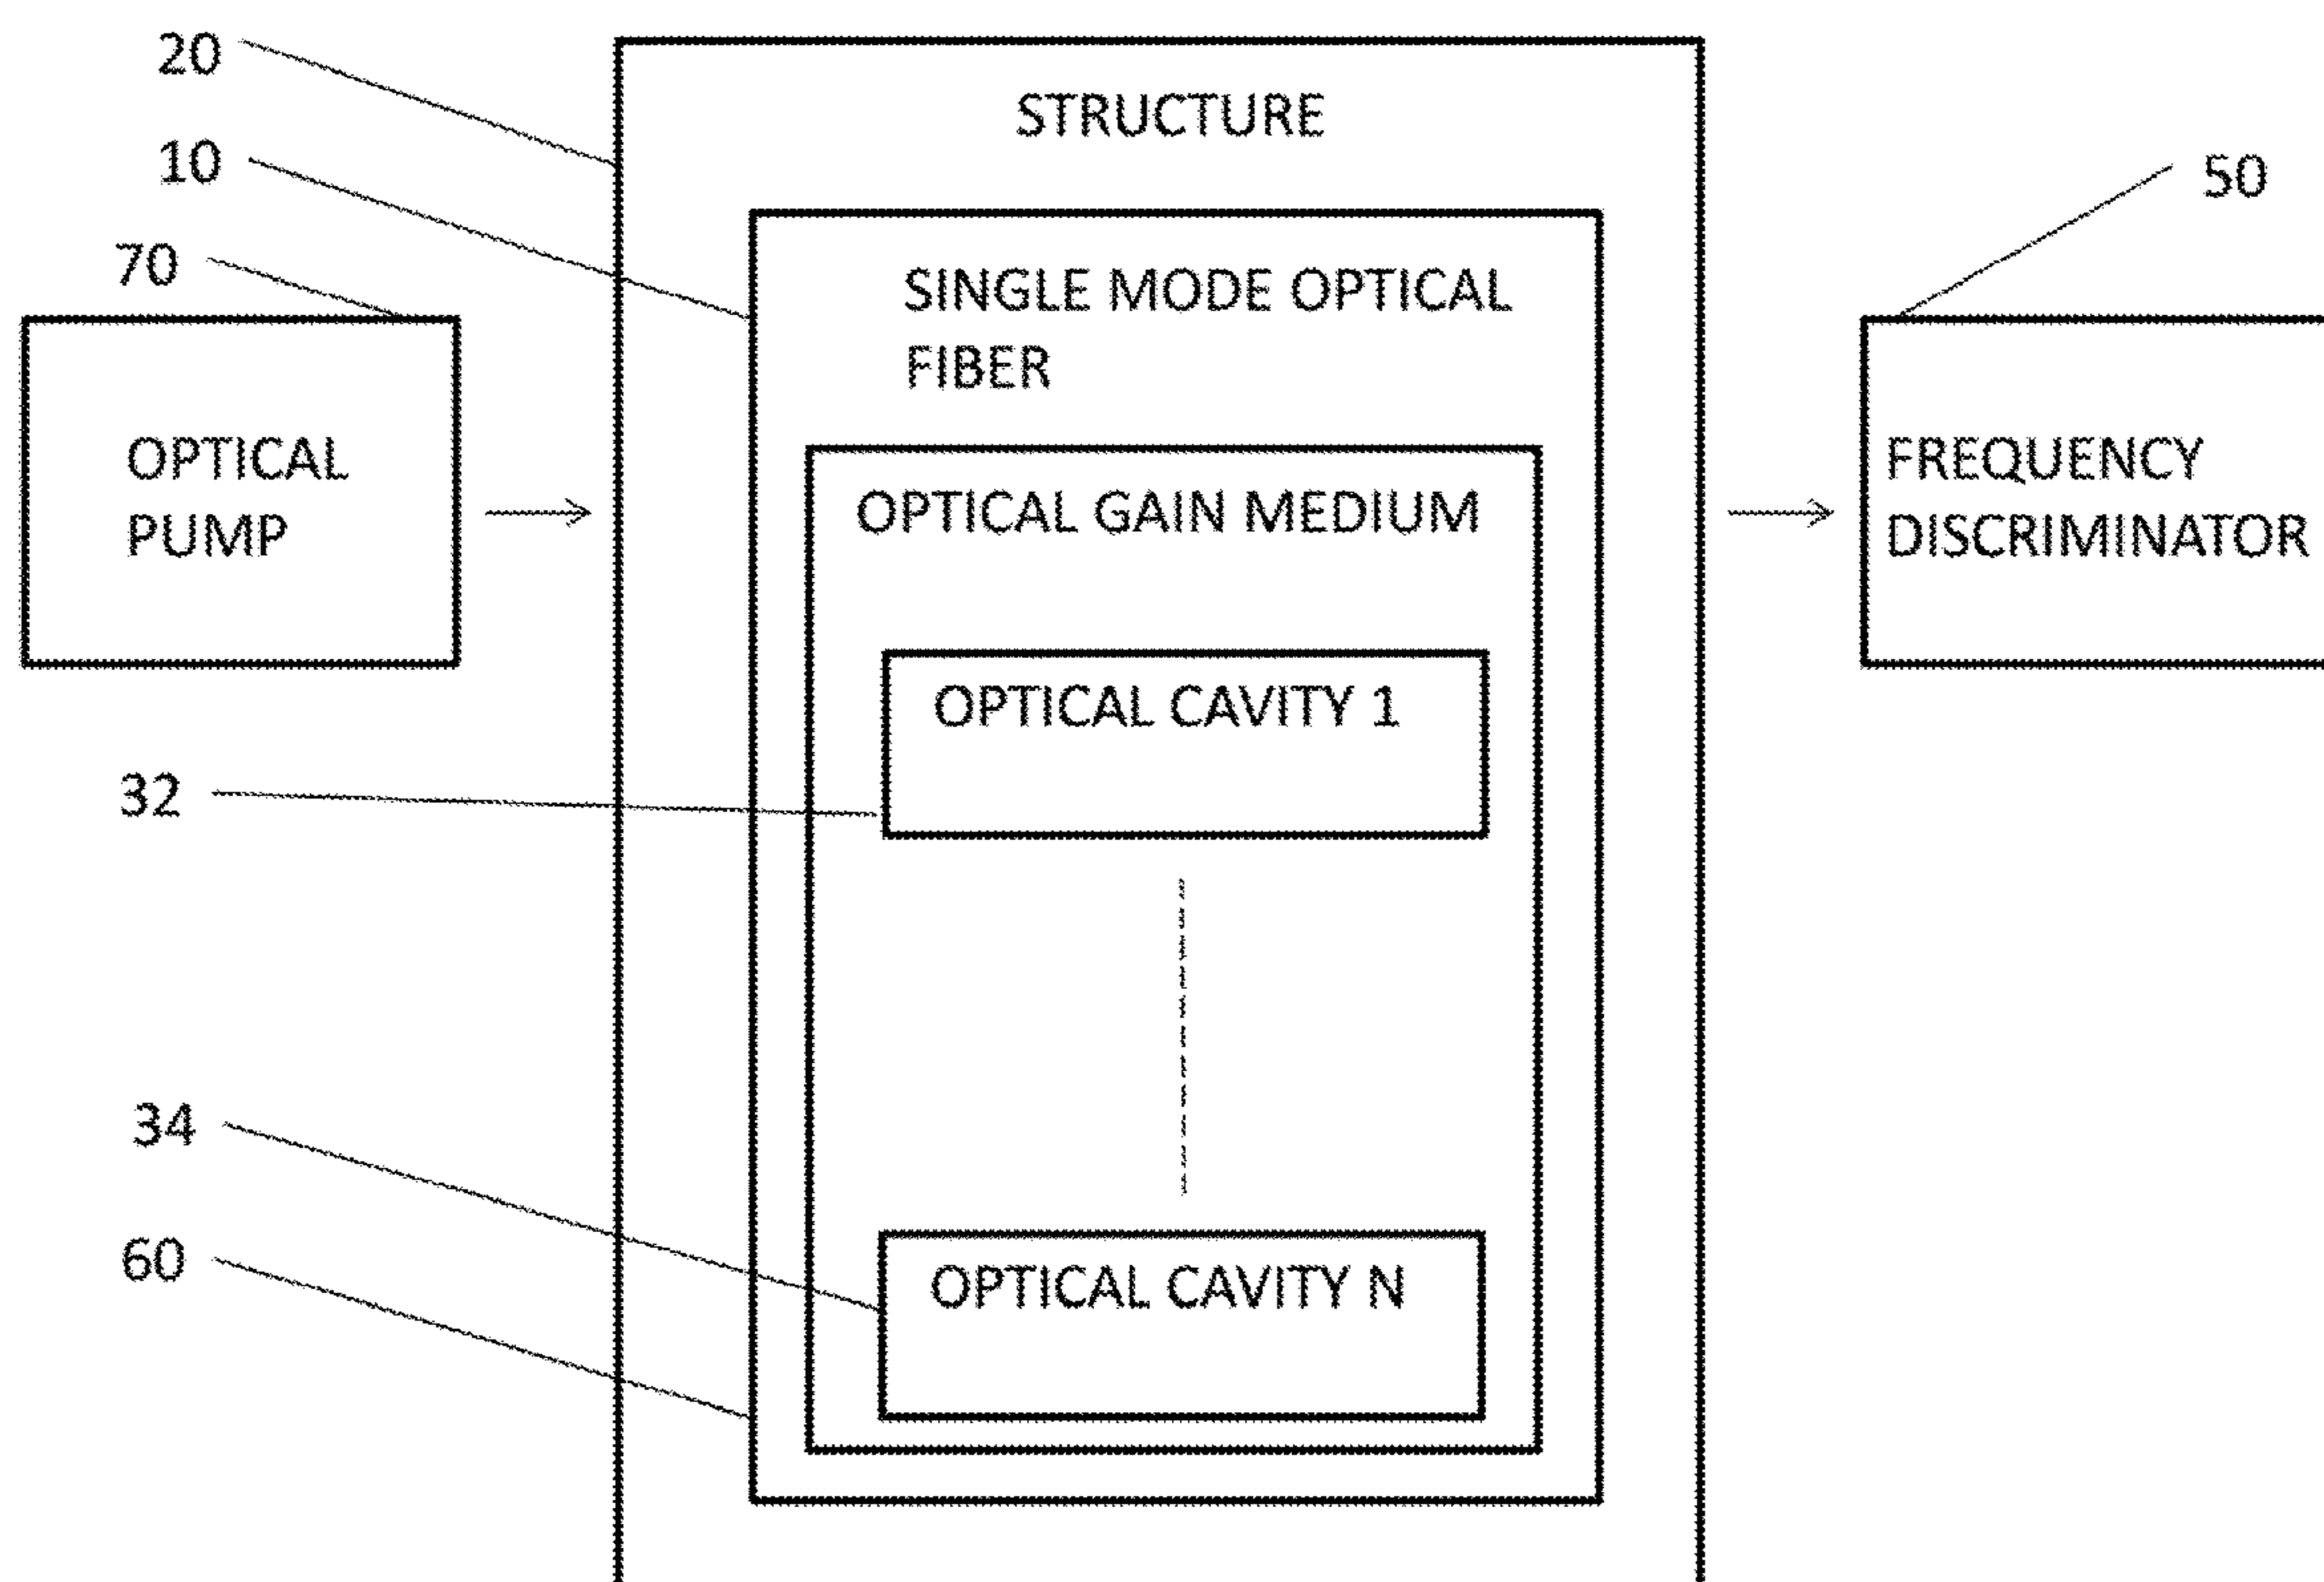 20
STRUCTURE
10
50
70
SINGLE MODE OPTICAL
FIBER
OPTICAL
PUMP
OPTICAL GAIN MEDIUM
FREQUENCY
DISCRIMINATOR
OPTICAL CAVITY 1
32
34
60
OPTICAL CAVITY N